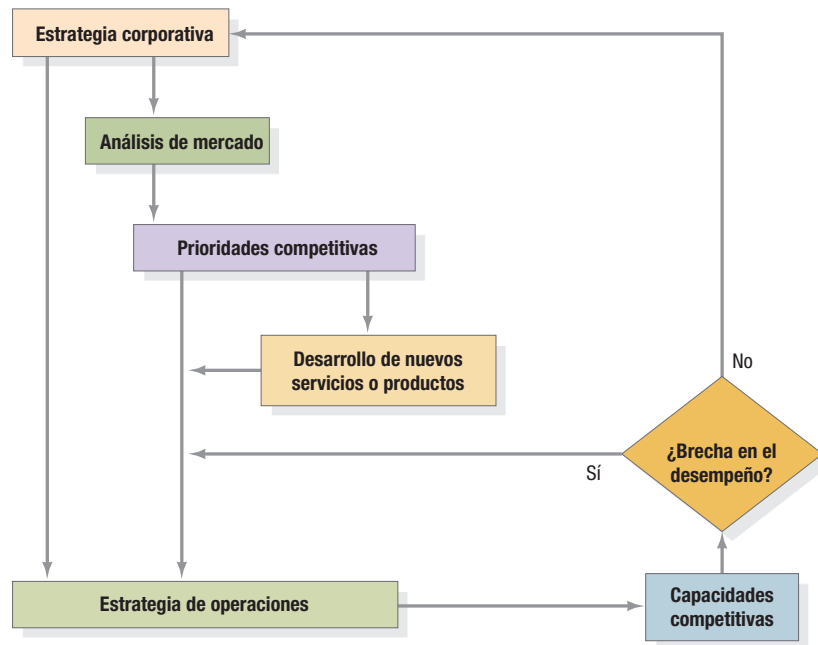 Estrategia corporativa
Análisis de mercado
Prioridades competitivas
Desarrollo de nuevos
servicios o productos
No
¿Brecha en el
desempeño?
Sí
Estrategia de operaciones
Capacidades
competitivas